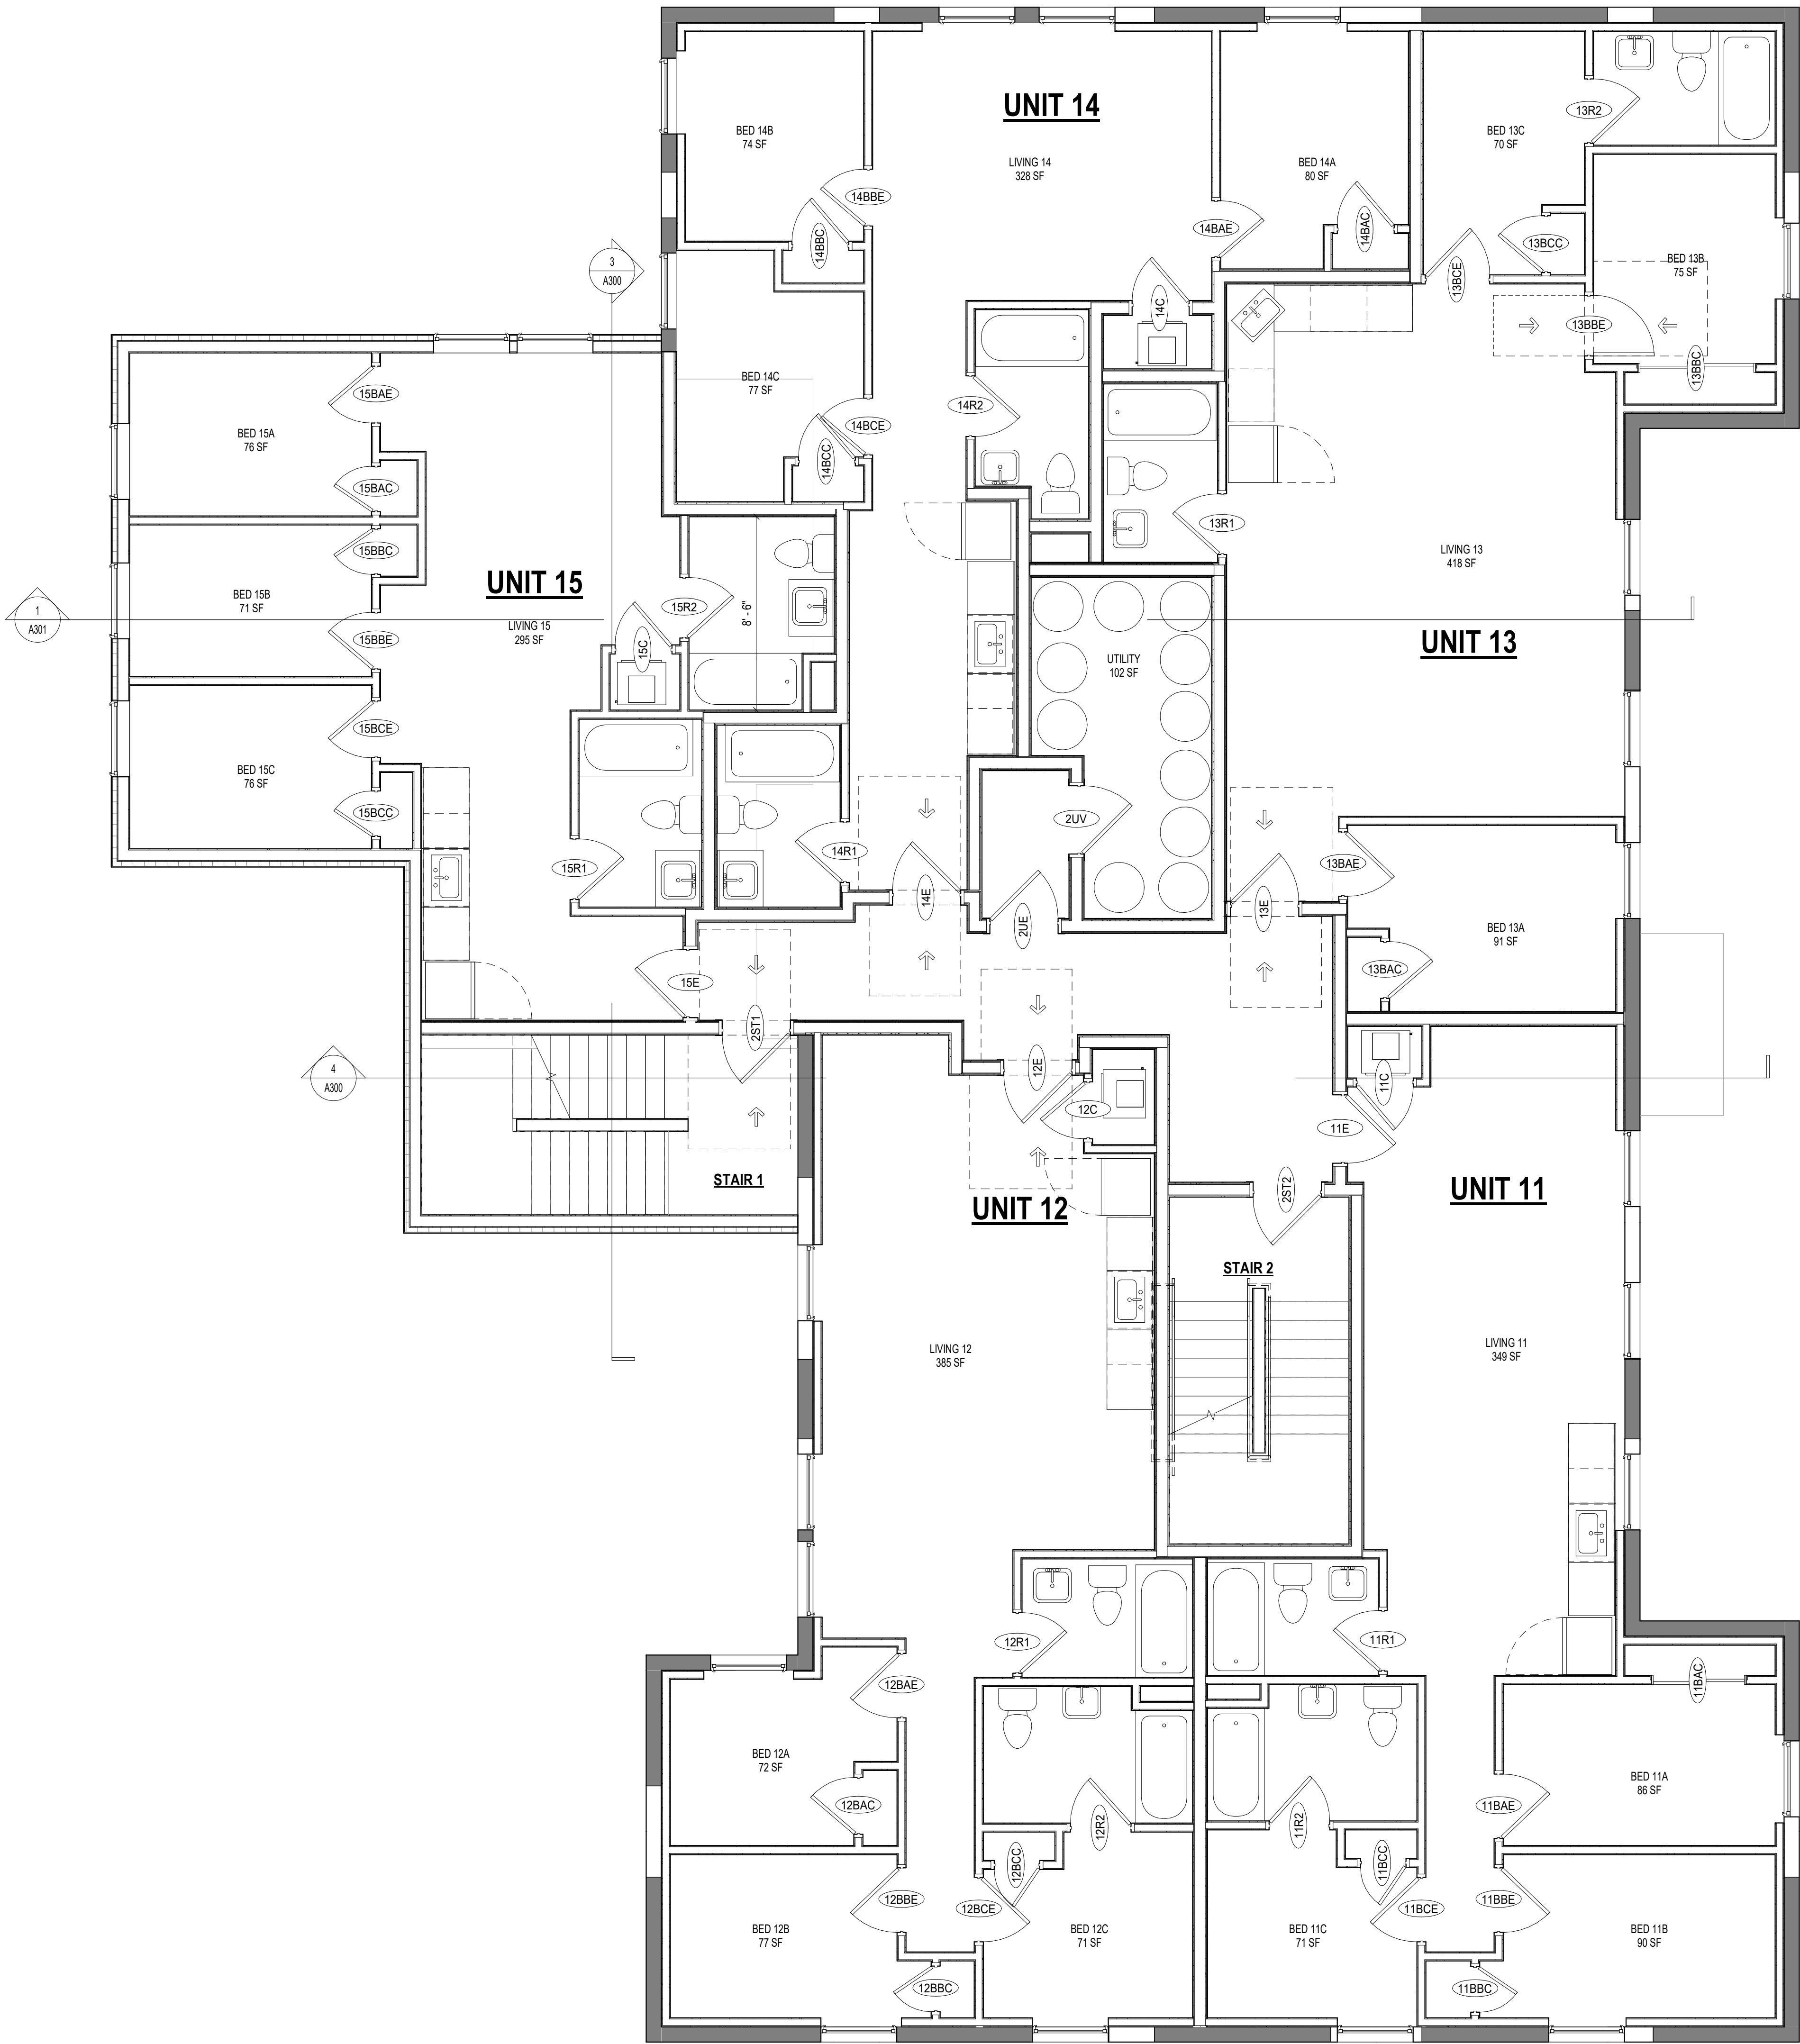 UNIT 14
BED 14B
74 SF
LIVING 14
328 SF
BED 14A
80 SF
BED 13C
70 SF
13R2
14BBE
14BBC
14BAE
14BAC
13BCC
13BCE
BED 13B
75 SF
3
A300
14C
13BBE
13BBC
BED 14C
77 SF
14R2
14BCE
14BCC
15BAE
BED 15A
76 SF
15BAC
13R1
15BBC
LIVING 13
418 SF
UNIT 15
BED 15B
71 SF
15R2
8' - 6"
1
A301
LIVING 15
295 SF
15BBE
15C
UNIT 13
UTILITY
102 SF
15BCE
BED 15C
76 SF
15BCC
2UV
15R1
14R1
13BAE
14E
13E
2UE
BED 13A
91 SF
13BAC
15E
2ST1
4
A300
12E
12C
11C
11E
STAIR 1
2ST2
UNIT 12
UNIT 11
STAIR 2
LIVING 12
385 SF
LIVING 11
349 SF
12R1
11R1
12BAE
11BAC
BED 12A
72 SF
12BAC
12R2
11R2
BED 11A
86 SF
11BAE
12BCC
11BCC
12BBE
12BCE
11BCE
11BBE
BED 12B
77 SF
BED 12C
71 SF
BED 11C
71 SF
BED 11B
90 SF
12BBC
11BBC